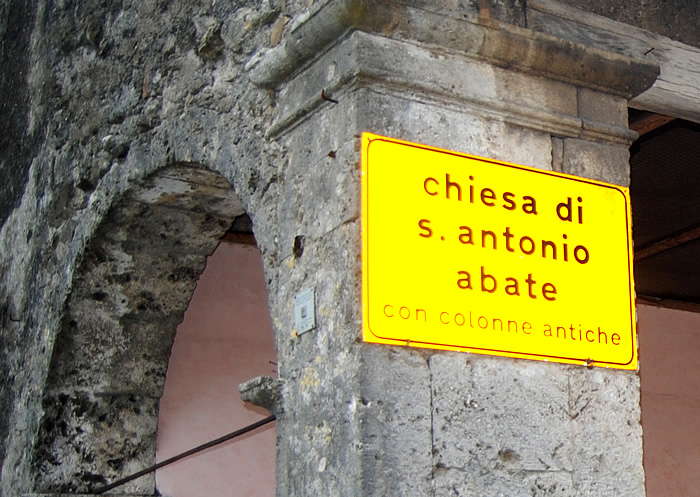 chiesa di
s. antonio
abate
con colonne antiche